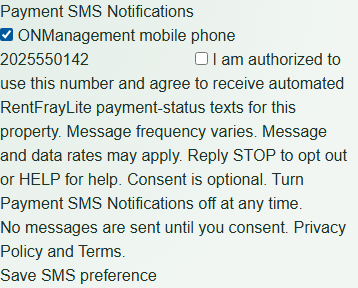 Payment SMS Notifications
ONManagement mobile phone
2025550142 I am authorized to
use this number and agree to receive automated
RentFrayLite payment-status texts for this
property. Message frequency varies. Message
and data rates may apply. Reply STOP to opt out
or HELP for help. Consent is optional. Turn
Payment SMS Notifications off at any time.
No messages are sent until you consent. Privacy
Policy and Terms.
Save SMS preference